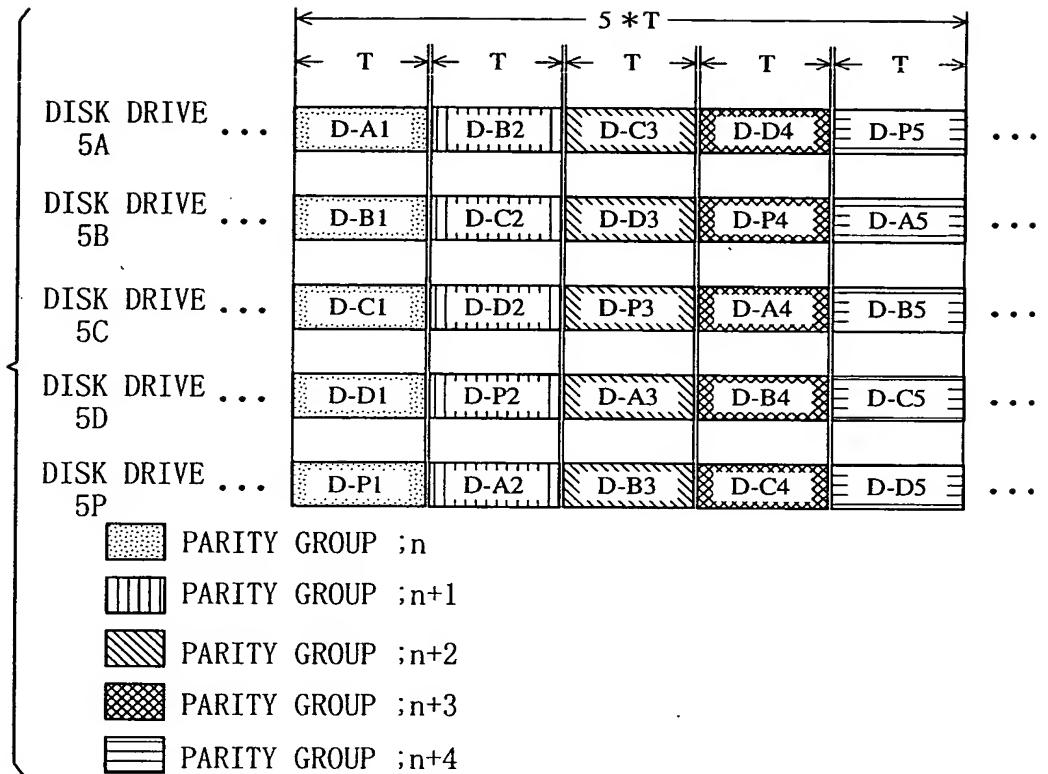 5 *T
T T T T T
DISK DRIVE 5A ... D-A1 D-B2 D-C3 D-D4 D-P5 ...
DISK DRIVE 5B ... D-B1 D-C2 D-D3 D-P4 D-A5 ...
DISK DRIVE 5C ... D-C1 D-D2 D-P3 D-A4 D-B5 ...
DISK DRIVE 5D ... D-D1 D-P2 D-A3 D-B4 D-C5 ...
DISK DRIVE 5P ... D-P1 D-A2 D-B3 D-C4 D-D5 ...
PARITY GROUP ;n
PARITY GROUP ;n+1
PARITY GROUP ;n+2
PARITY GROUP ;n+3
PARITY GROUP ;n+4